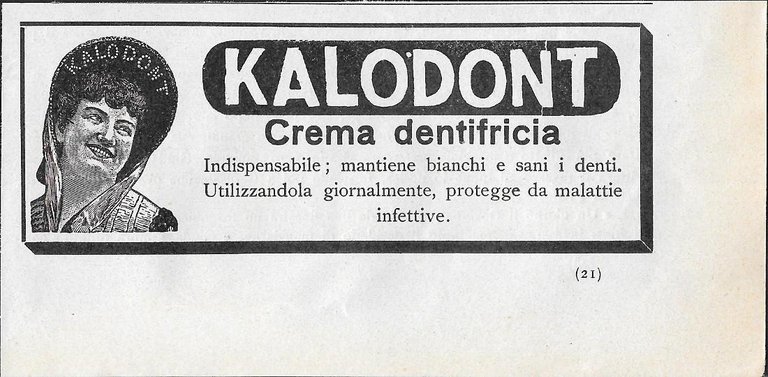 KALODONT
KALODONT
Crema dentifricia
Indispensabile; mantiene bianchi e sani i denti.
Utilizzandola giornalmente, protegge da malattie
infettive.
(21)